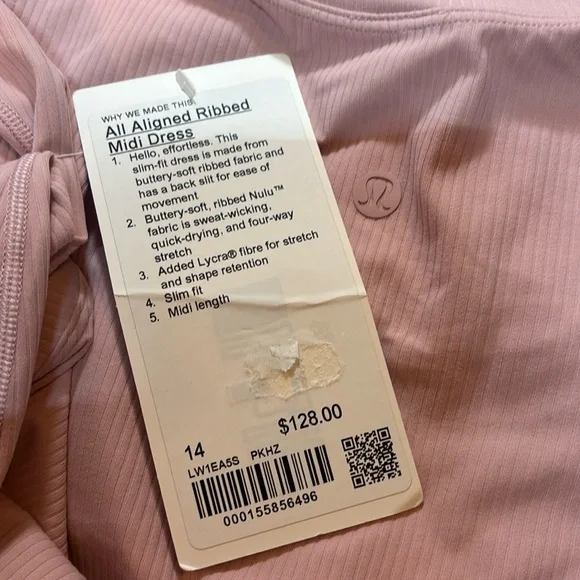 WHY WE MADE THIS:
All Aligned Ribbed
Midi Dress
1. Hello, effortless. This
slim-fit dress is made from
buttery-soft ribbed fabric and
has a back slit for ease of
movement
2. Buttery-soft, ribbed Nulu™
fabric is sweat-wicking,
quick-drying, and four-way
stretch
3. Added Lycra® fibre for stretch
and shape retention
4. Slim fit
5. Midi length
$128.00
14
LW1EA5S PKHZ
000155856496